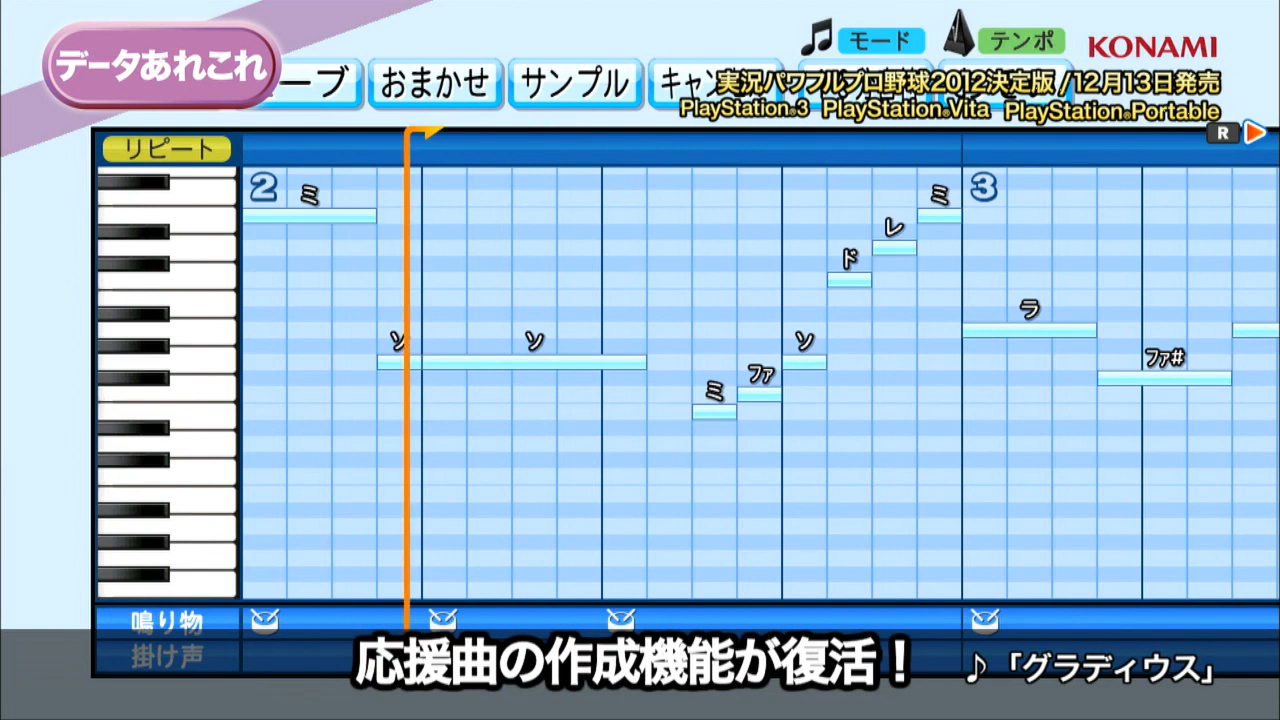 データあれこれ
モード
テンポ
KONAMI
ーブ
おまかせ
サンプル
キャン
実況パワフルプロ野球2012決定版/12月13日発売
PlayStation®3 PlayStation®Vita PlayStation®Portable
R
リピート
2
ミ
ソ
ソ
ミ
ファ
ソ
ド
レ
ミ
3
ラ
ファ#
鳴り物
掛け声
応援曲の作成機能が復活!
♪「グラディウス」